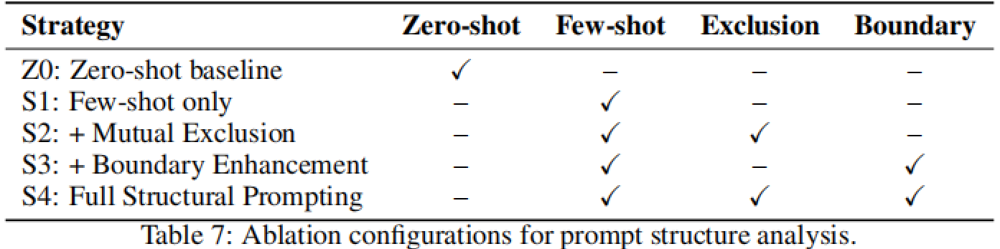 Strategy Zero-shot Few-shot Exclusion Boundary
Z0: Zero-shot baseline ✓ – – –
S1: Few-shot only – ✓ – –
S2: + Mutual Exclusion – ✓ ✓ –
S3: + Boundary Enhancement – ✓ – ✓
S4: Full Structural Prompting – ✓ ✓ ✓
Table 7: Ablation configurations for prompt structure analysis.